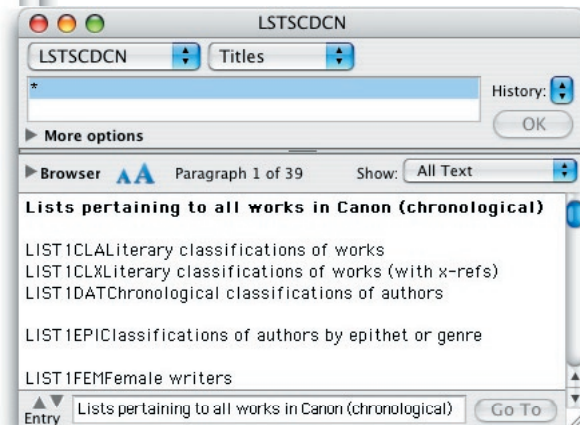 LSTSCDCN
LSTSCDCN Titles
*
History:
OK
More options
Browser AA Paragraph 1 of 39 Show: All Text
Lists pertaining to all works in Canon (chronological)
LIST1CLALiterary classifications of works
LIST1CLXLiterary classifications of works (with x-refs)
LIST1DATChronological classifications of authors
LIST1EPIClassifications of authors by epithet or genre
LIST1FEMFemale writers
Entry Lists pertaining to all works in Canon (chronological) Go To